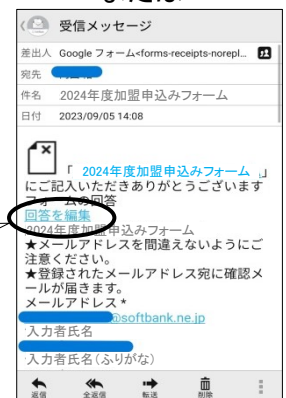 受信メッセージ
差出人 Google フォーム<forms-receipts-norepl...
宛先
件名 2024年度加盟申込みフォーム
日付 2023/09/05 14:08
「 2024年度加盟申込みフォーム 」
にご記入いただきありがとうございます
フォームの回答
回答を編集
2024年度加盟申込みフォーム
★メールアドレスを間違えないようにご
注意ください。
★登録されたメールアドレス宛に確認メ
ールが届きます。
メールアドレス *
@softbank.ne.jp
入力者氏名
入力者氏名(ふりがな)
返信 全返信 転送 削除